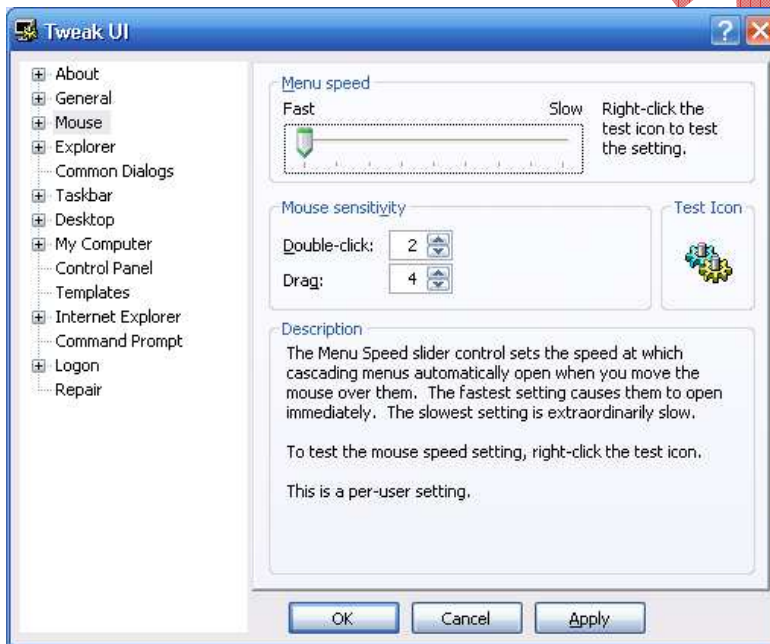 Tweak UI
About
General
Mouse
Explorer
Common Dialogs
Taskbar
Desktop
My Computer
Control Panel
Templates
Internet Explorer
Command Prompt
Logon
Repair
Menu speed
Fast
Slow
Right-click the
test icon to test
the setting.
Mouse sensitivity
Double-click: 2
Drag: 4
Test Icon
Description
The Menu Speed slider control sets the speed at which
cascading menus automatically open when you move the
mouse over them. The fastest setting causes them to open
immediately. The slowest setting is extraordinarily slow.
To test the mouse speed setting, right-click the test icon.
This is a per-user setting.
OK
Cancel
Apply